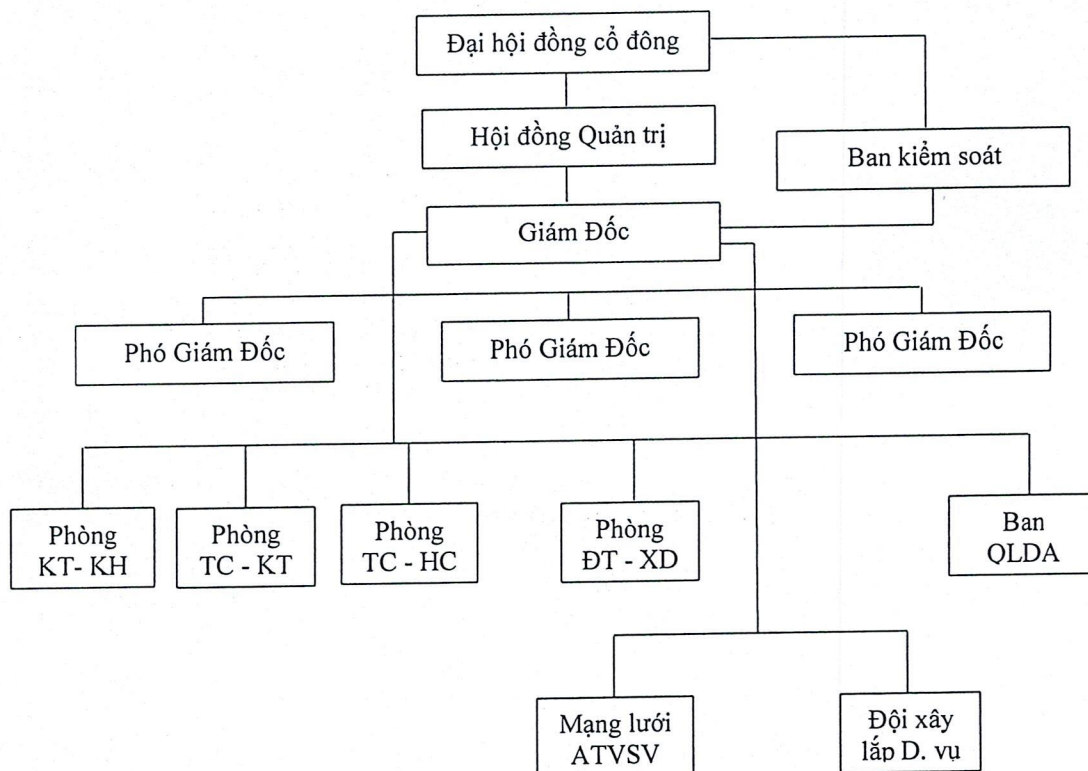 Đại hội đồng cổ đông
Hội đồng Quản trị
Ban kiểm soát
Giám Đốc
Phó Giám Đốc
Phó Giám Đốc
Phó Giám Đốc
Phòng
KT- KH
Phòng
TC - KT
Phòng
TC - HC
Phòng
ĐT - XD
Ban
QLDA
Mạng lưới
ATVSV
Đội xây
lắp D. vụ